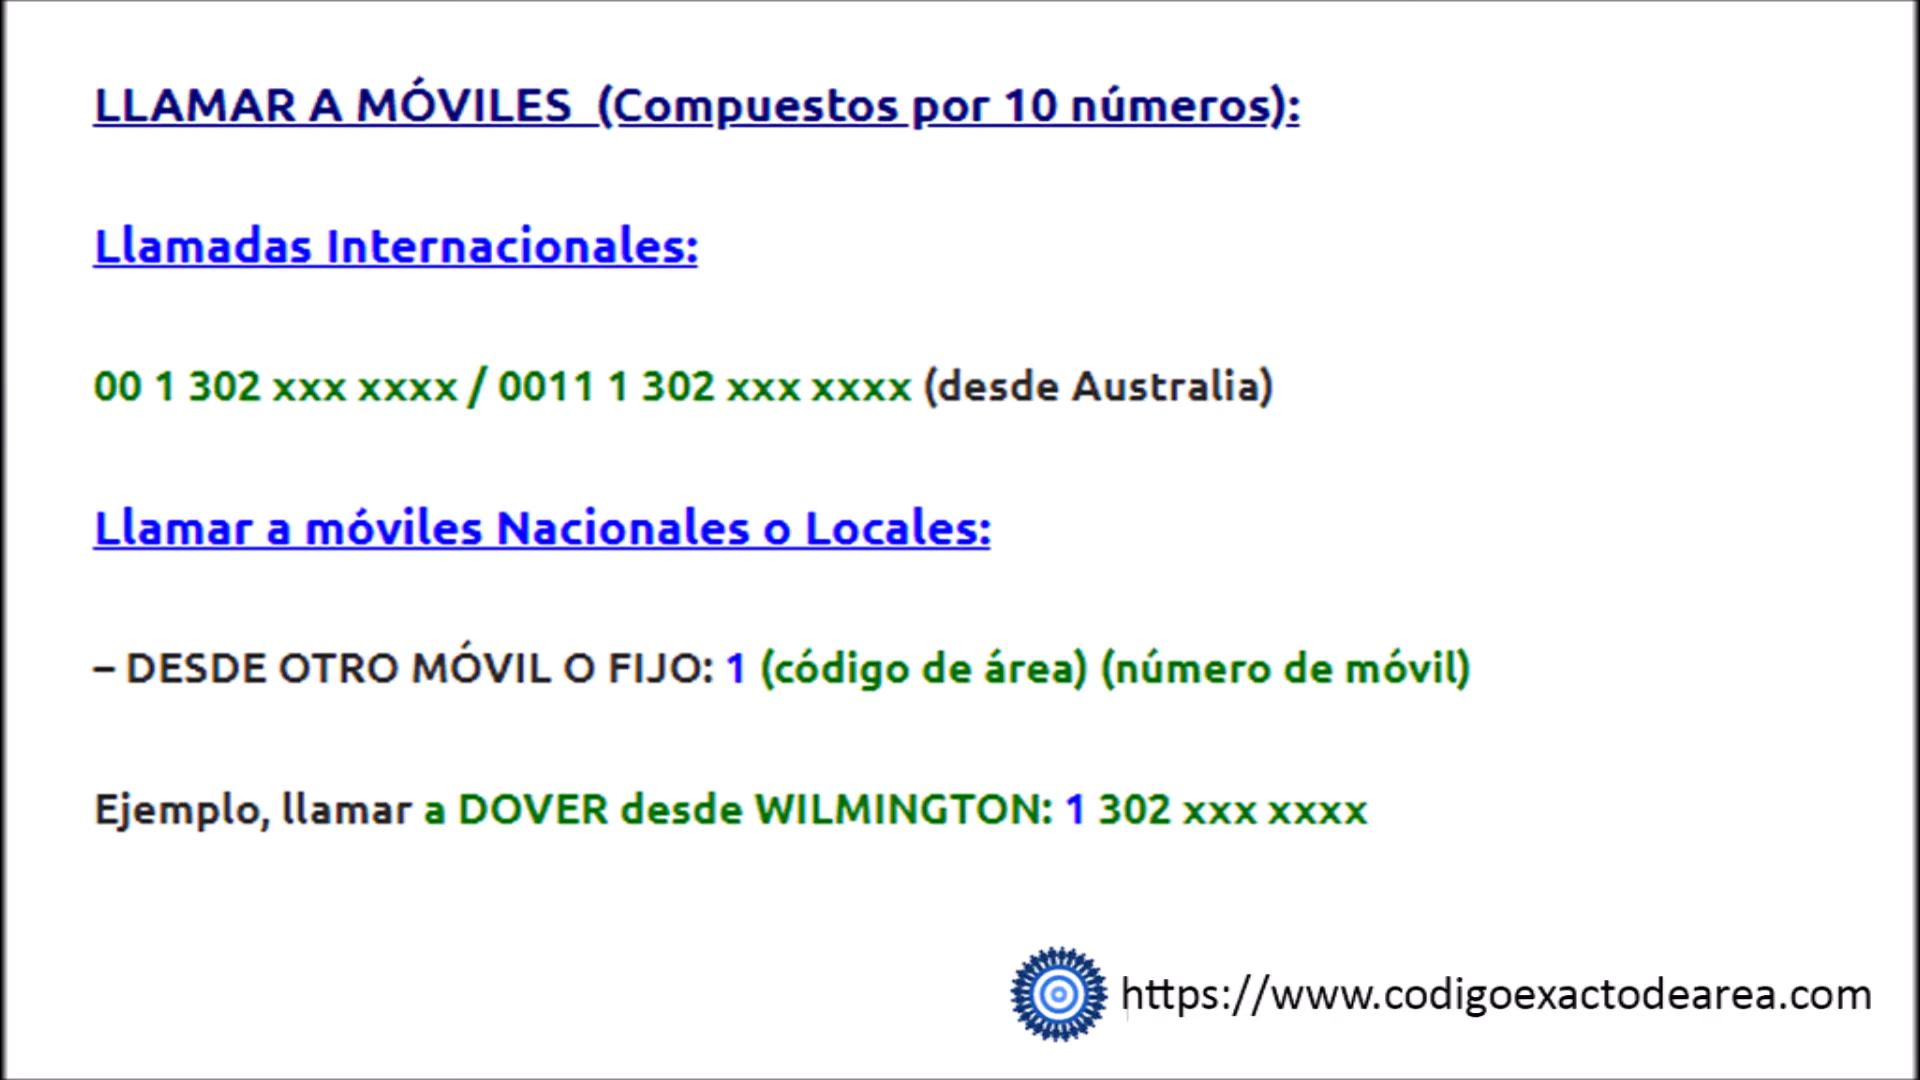 LLAMAR A MÓVILES  (Compuestos por 10 números):
Llamadas Internacionales:
00 1 302 xxx xxxx / 0011 1 302 xxx xxxx (desde Australia)
Llamar a móviles Nacionales o Locales:
– DESDE OTRO MÓVIL O FIJO: 1 (código de área) (número de móvil)
Ejemplo, llamar a DOVER desde WILMINGTON: 1 302 xxx xxxx
https://www.codigoexactodearea.com